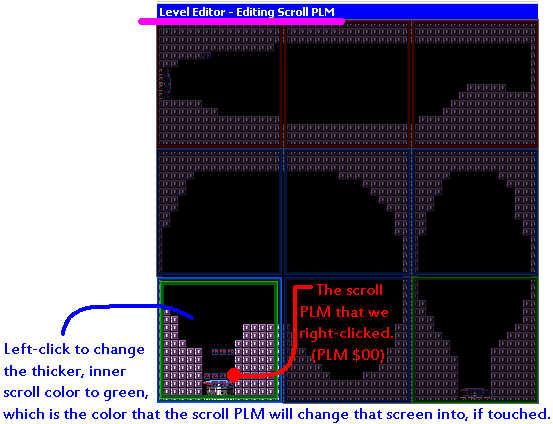 Level Editor - Editing Scroll PLM
The scroll
PLM that we
right-clicked.
(PLM $00)
Left-click to change
the thicker, inner
scroll color to green,
which is the color that the scroll PLM will change that screen into, if touched.